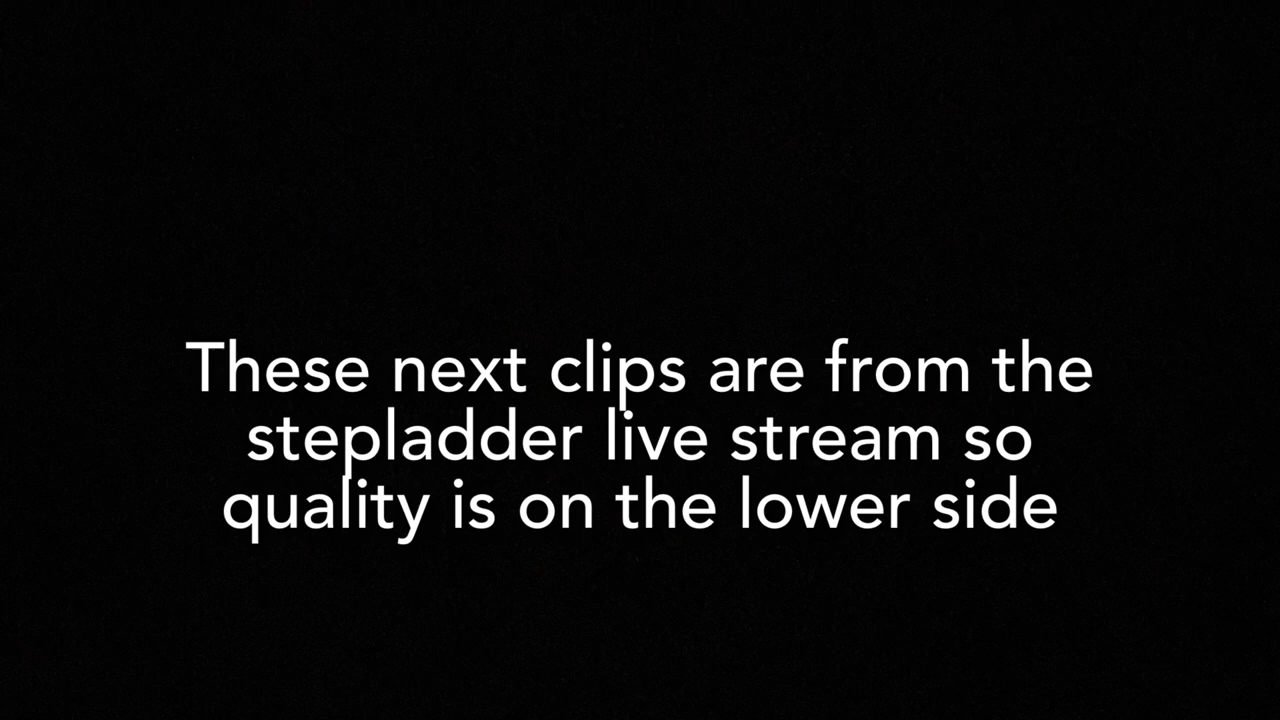 These next clips are from the
stepladder live stream so
quality is on the lower side